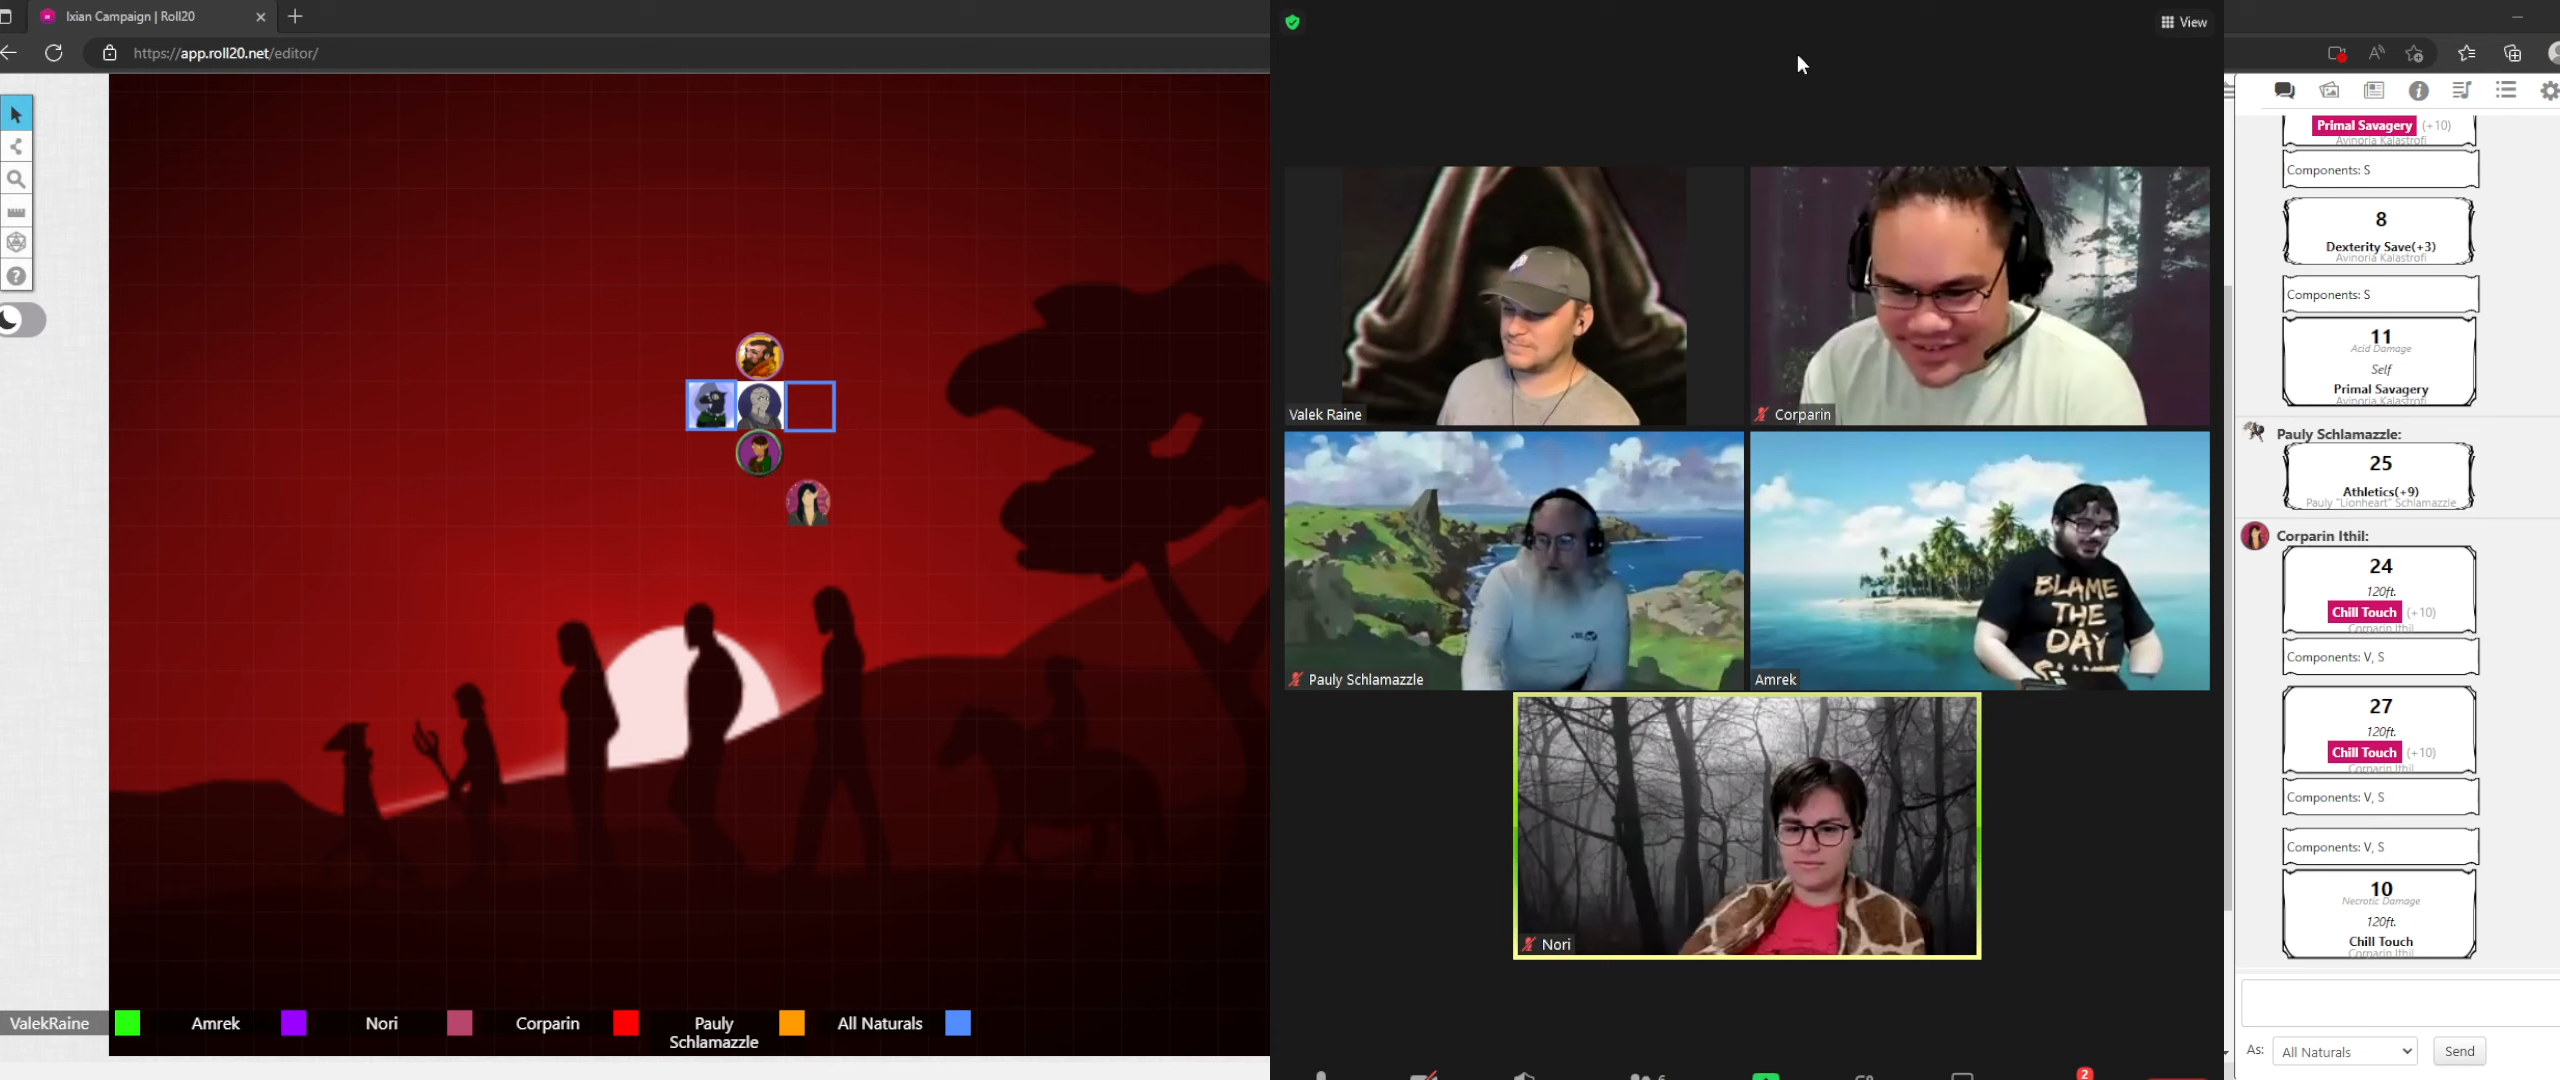 Ixian Campaign | Roll20
https://app.roll20.net/editor/
View
Valek Raine
Corparin
Pauly Schlamazzle
Amrek
BLAME
THE
DAY
Nori
ValekRaine
Amrek
Nori
Corparin
Pauly
Schlamazzle
All Naturals
Primal Savagery (+10)
Avinoria Kalastrofi
Components: S
8
Dexterity Save(+3)
Avinoria Kalastrofi
Components: S
11
Acid Damage
Self
Primal Savagery
Avinoria Kalastrofi
Pauly Schlamazzle:
25
Athletics(+9)
Pauly "Lionheart" Schlamazzle
Corparin Ithil:
24
120ft.
Chill Touch (+10)
Corparin Ithil
Components: V, S
27
120ft.
Chill Touch (+10)
Corparin Ithil
Components: V, S
Components: V, S
10
Necrotic Damage
120ft.
Chill Touch
Corparin Ithil
As:
All Naturals
Send
2